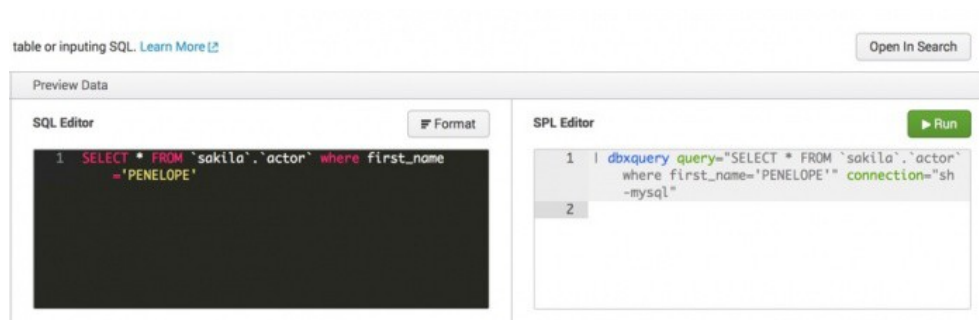 table or inputing SQL. Learn More
Open In Search
Preview Data
SQL Editor
Format
1 SELECT * FROM `sakila`.`actor` where first_name
='PENELOPE'
SPL Editor
Run
1 | dbxquery query="SELECT * FROM `sakila`.`actor`
where first_name='PENELOPE'" connection="sh
-mysql"
2